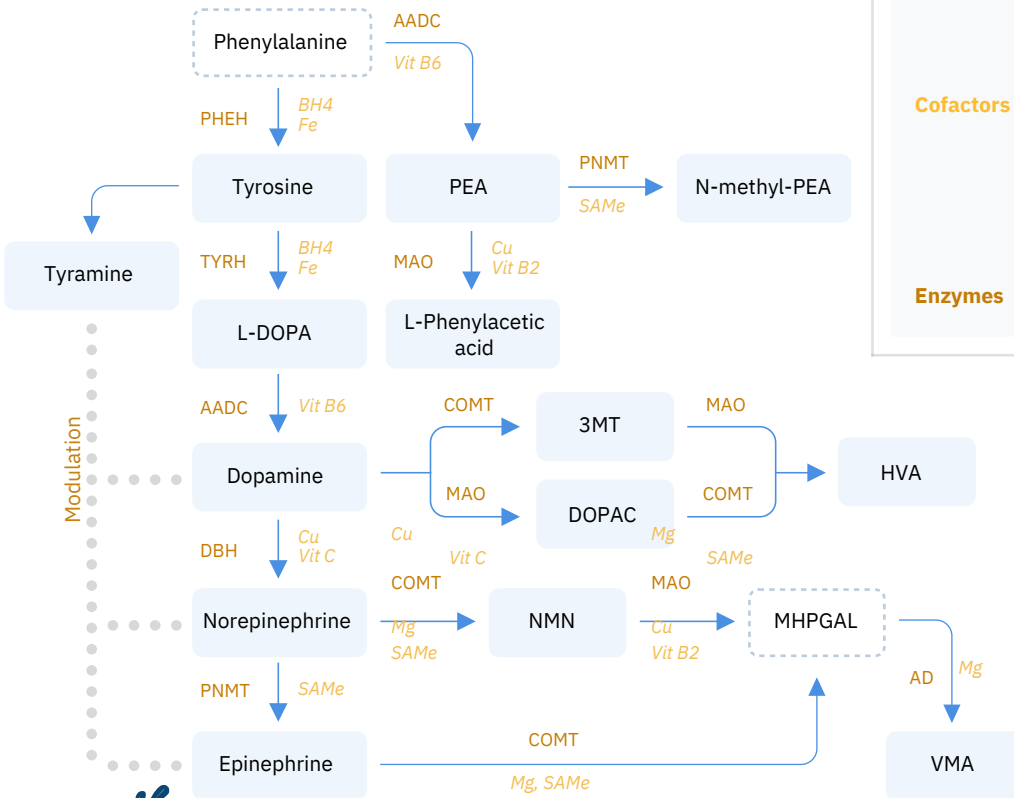 Phenylalanine
AADC
Vit B6
PHEH
BH4
Fe
Cofactors
Tyrosine
PEA
PNMT
SAMe
N-methyl-PEA
Tyramine
TYRH
BH4
Fe
MAO
Cu
Vit B2
Enzymes
L-DOPA
L-Phenylacetic
acid
AADC
Vit B6
Modulation
Dopamine
COMT
3MT
MAO
HVA
MAO
DOPAC
COMT
DBH
Cu
Vit C
Cu
Vit C
Mg
SAMe
Norepinephrine
COMT
Mg
SAMe
NMN
MAO
Cu
Vit B2
MHPGAL
AD
Mg
PNMT
SAMe
Epinephrine
COMT
Mg, SAMe
VMA